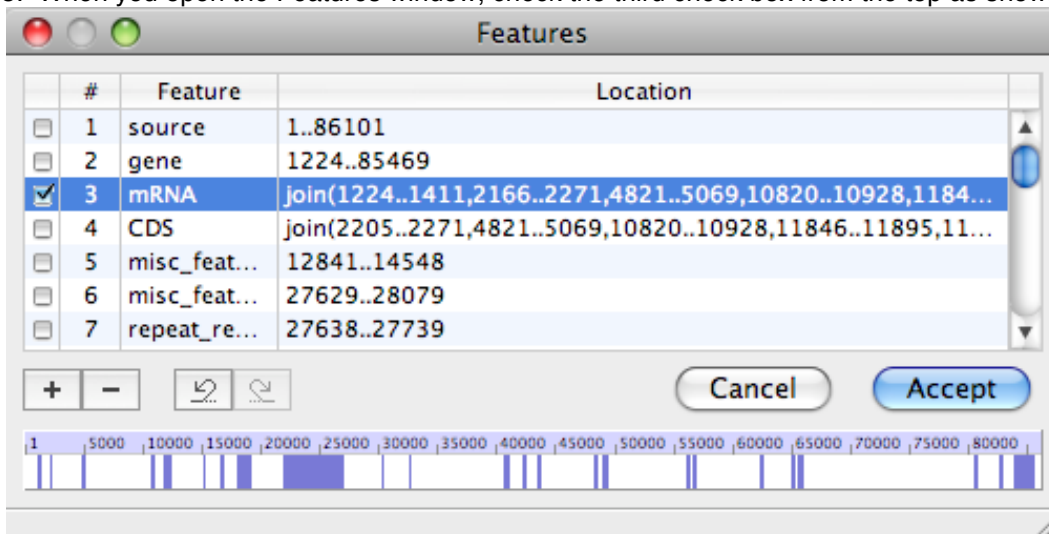 When you open the Features window, check the third check box from the top as show
Features
# Feature Location
1 source 1..86101
2 gene 1224..85469
3 mRNA join(1224..1411,2166..2271,4821..5069,10820..10928,1184...
4 CDS join(2205..2271,4821..5069,10820..10928,11846..11895,11...
5 misc_feat... 12841..14548
6 misc_feat... 27629..28079
7 repeat_re... 27638..27739
+ − Cancel Accept
1 5000 10000 15000 20000 25000 30000 35000 40000 45000 50000 55000 60000 65000 70000 75000 80000